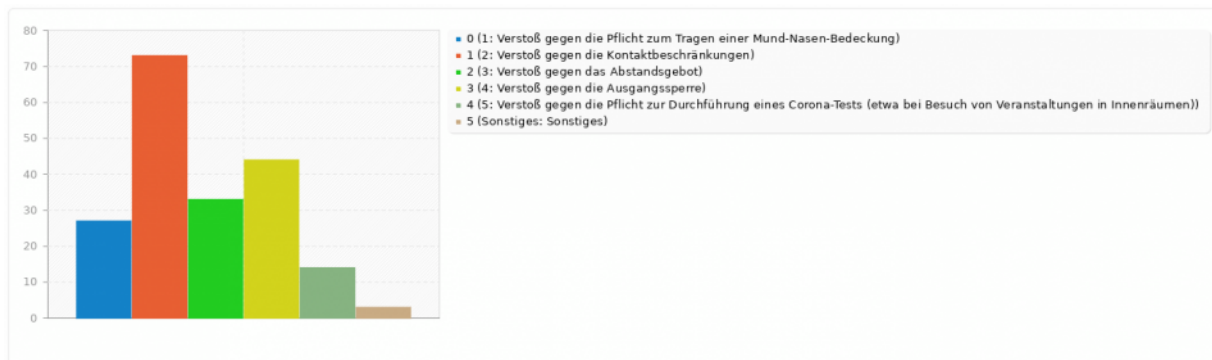 80
70
60
50
40
30
20
10
0
0 (1: Verstoß gegen die Pflicht zum Tragen einer Mund-Nasen-Bedeckung)
1 (2: Verstoß gegen die Kontaktbeschränkungen)
2 (3: Verstoß gegen das Abstandsgebot)
3 (4: Verstoß gegen die Ausgangssperre)
4 (5: Verstoß gegen die Pflicht zur Durchführung eines Corona-Tests (etwa bei Besuch von Veranstaltungen in Innenräumen))
5 (Sonstiges: Sonstiges)